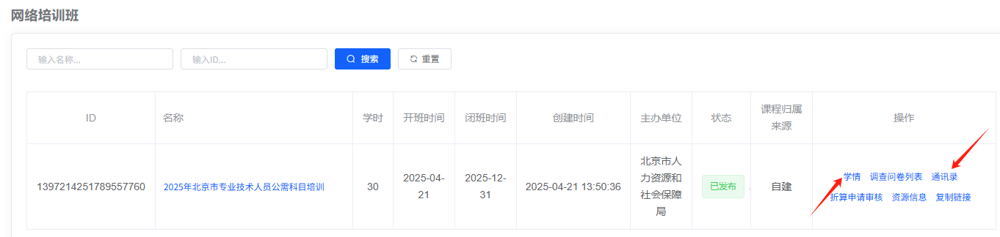 网络培训班
输入名称...
输入ID...
搜索
重置
ID
名称
学时
开班时间
闭班时间
创建时间
主办单位
状态
课程归属
来源
操作
1397214251789557760
2025年北京市专业技术人员公需科目培训
30
2025-04-
21
2025-12-
31
2025-04-21 13:50:36
北京市人
力资源和
社会保障
局
已发布
自建
学情 调查问卷列表 通讯录
折算申请审核 资源信息 复制链接